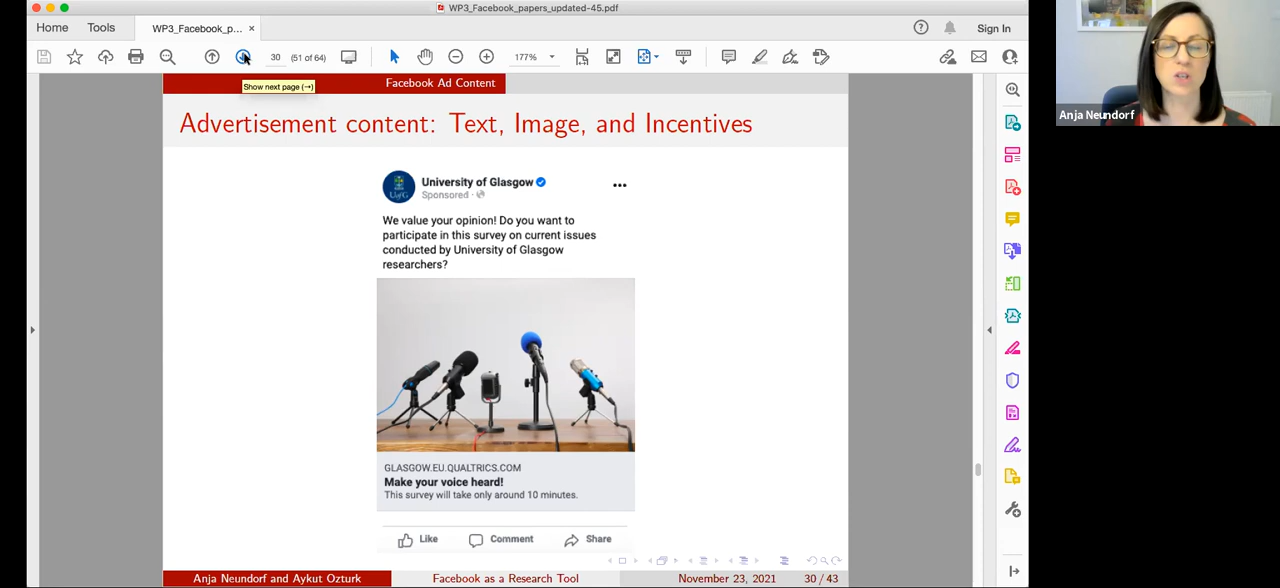 WP3_Facebook_papers_updated-45.pdf
Home Tools WP3_Facebook_p... × Sign In
30 (51 of 64) 177%
Show next page (→)
Facebook Ad Content
Advertisement content: Text, Image, and Incentives
University of Glasgow
Sponsored ·
We value your opinion! Do you want to
participate in this survey on current issues
conducted by University of Glasgow
researchers?
GLASGOW.EU.QUALTRICS.COM
Make your voice heard!
This survey will take only around 10 minutes.
Like Comment Share
Anja Neundorf and Aykut Ozturk Facebook as a Research Tool November 23, 2021 30 / 43
Anja Neundorf